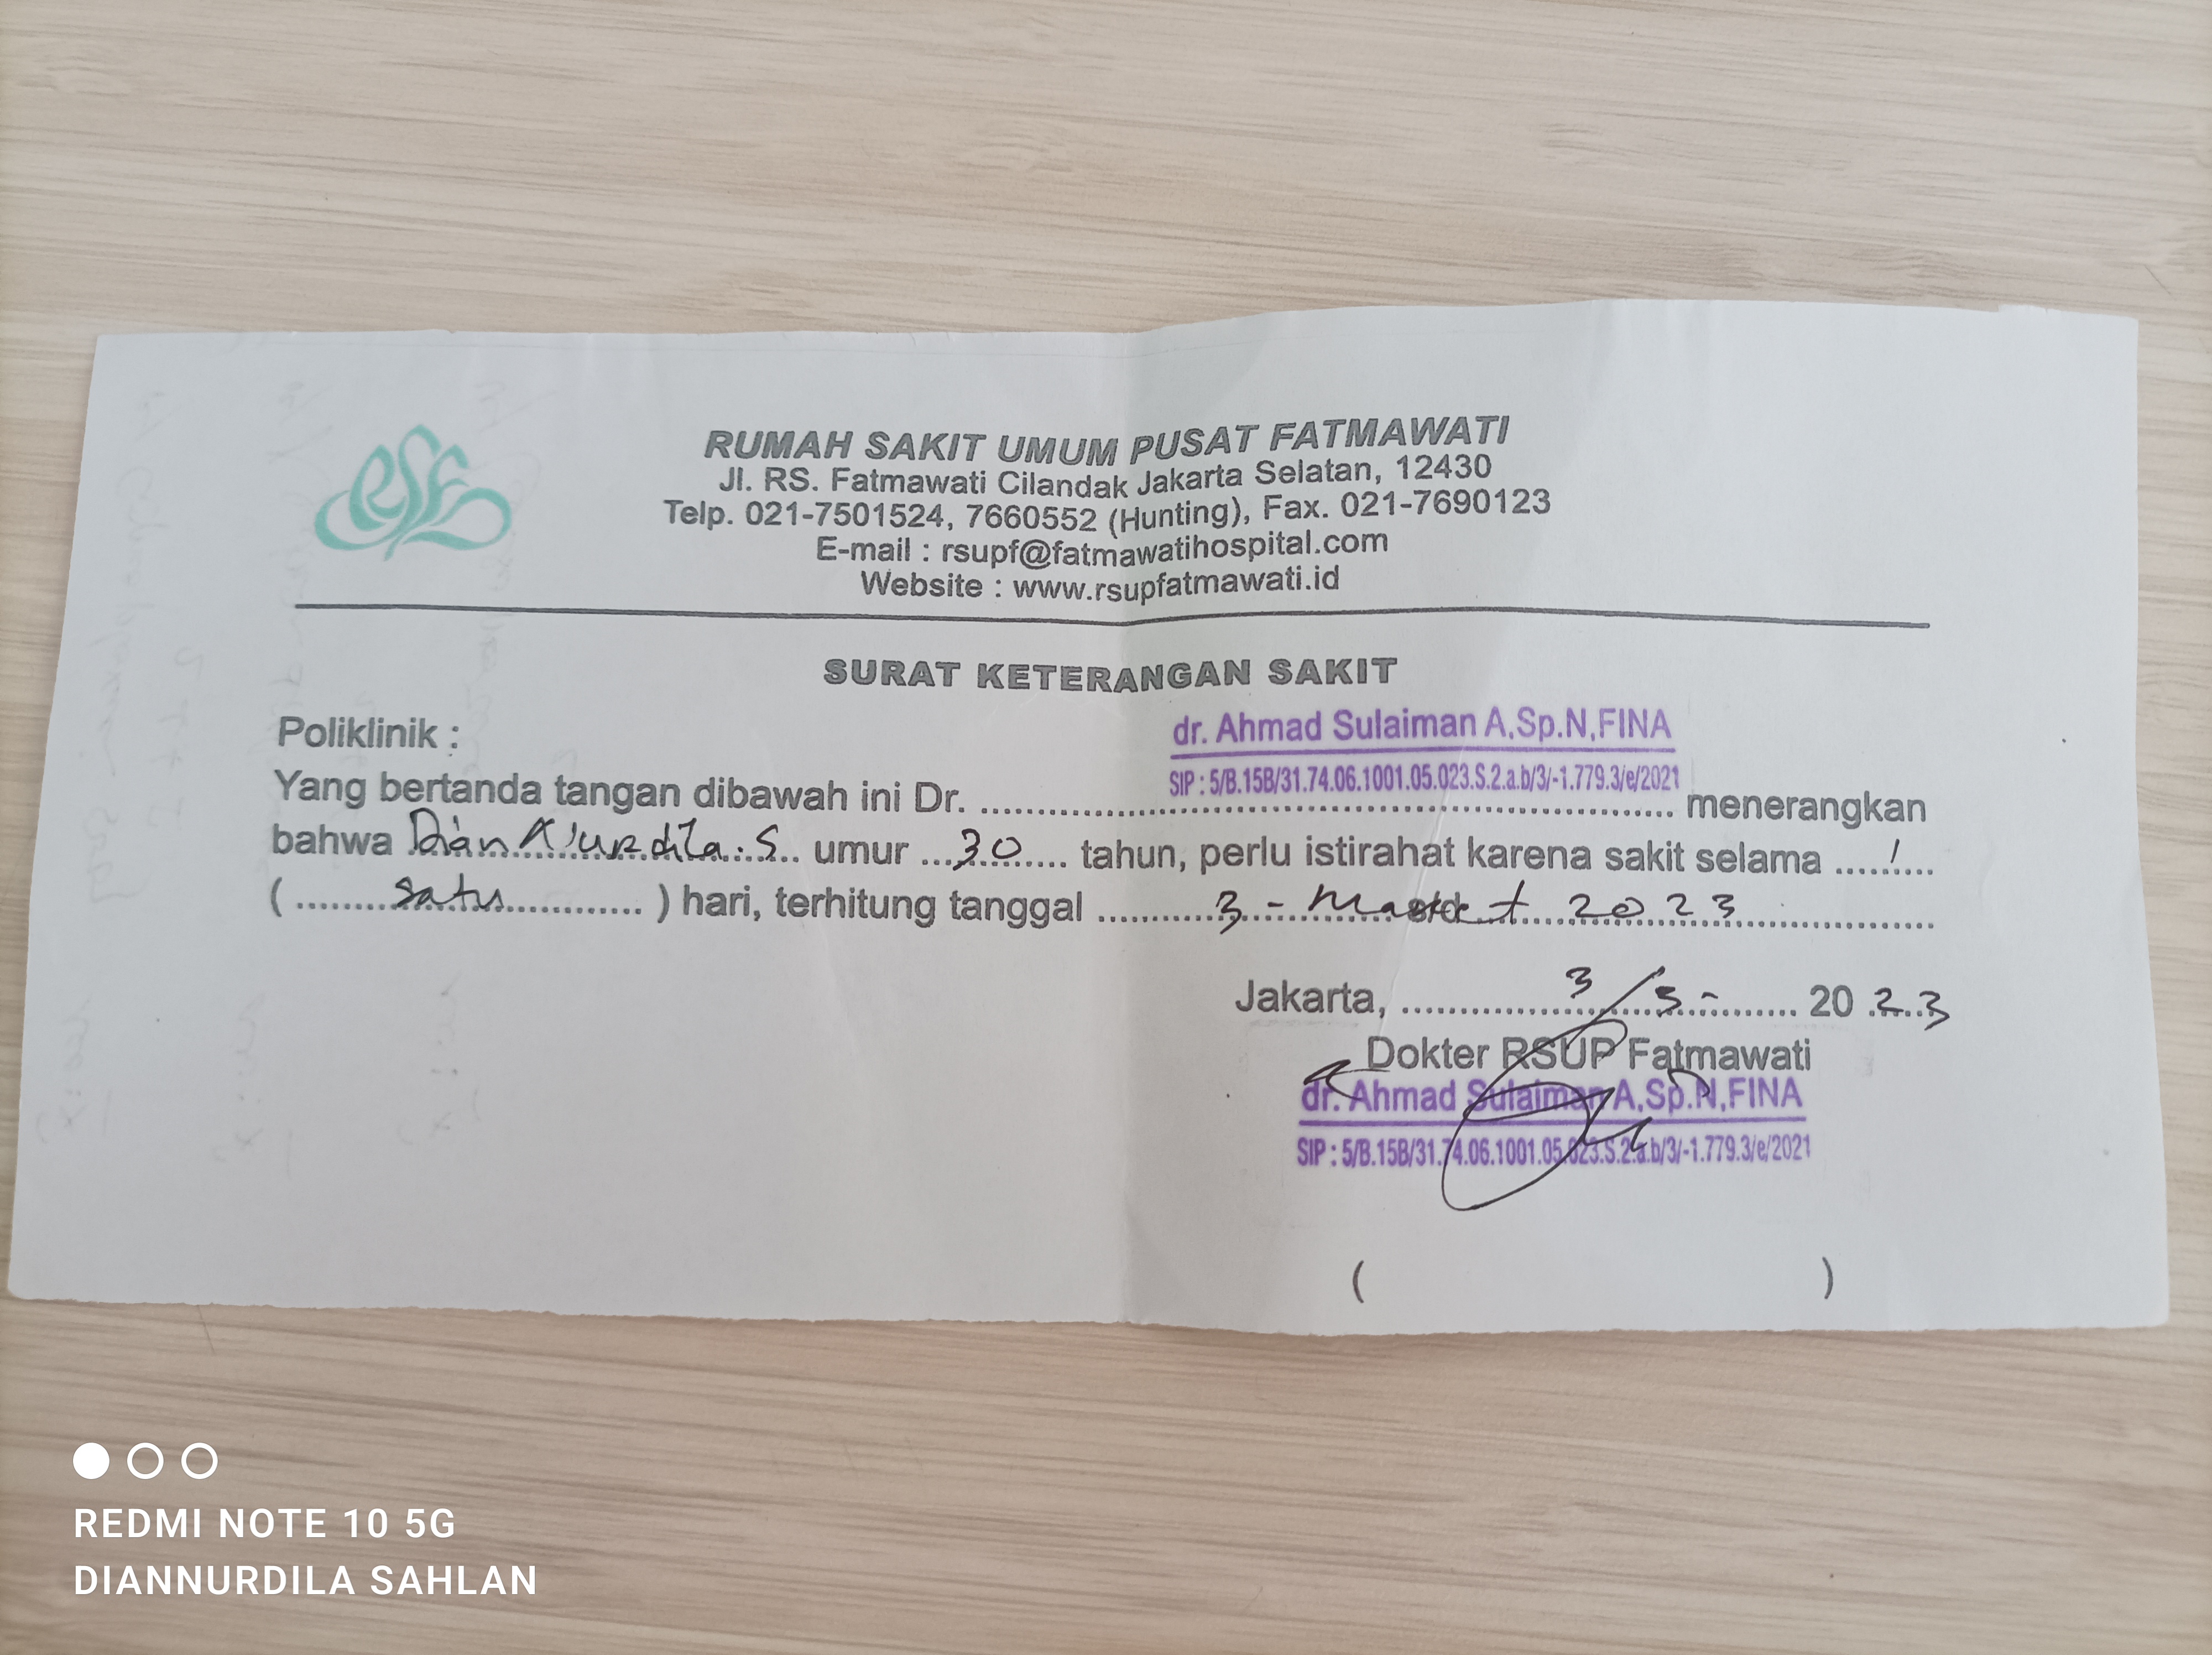 RSF
RUMAH SAKIT UMUM PUSAT FATMAWATI
Jl. RS. Fatmawati Cilandak Jakarta Selatan, 12430
Telp. 021-7501524, 7660552 (Hunting), Fax. 021-7690123
E-mail : rsupf@fatmawatihospital.com
Website : www.rsupfatmawati.id
SURAT KETERANGAN SAKIT
Poliklinik :
dr. Ahmad Sulaiman A,Sp.N,FINA
SIP : 5/B.15B/31.74.06.1001.05.023.S.2.a.b/3/-1.779.3/e/2021
Yang bertanda tangan dibawah ini Dr. .......... menerangkan
bahwa Dian Nurdila.S umur 30 tahun, perlu istirahat karena sakit selama 1
( satu ) hari, terhitung tanggal 3 - Maret 2023
Jakarta, 3/3 - 2023
Dokter RSUP Fatmawati
dr. Ahmad Sulaiman A,Sp.N,FINA
SIP : 5/B.15B/31.74.06.1001.05.023.S.2.a.b/3/-1.779.3/e/2021
( )
REDMI NOTE 10 5G
DIANNURDILA SAHLAN